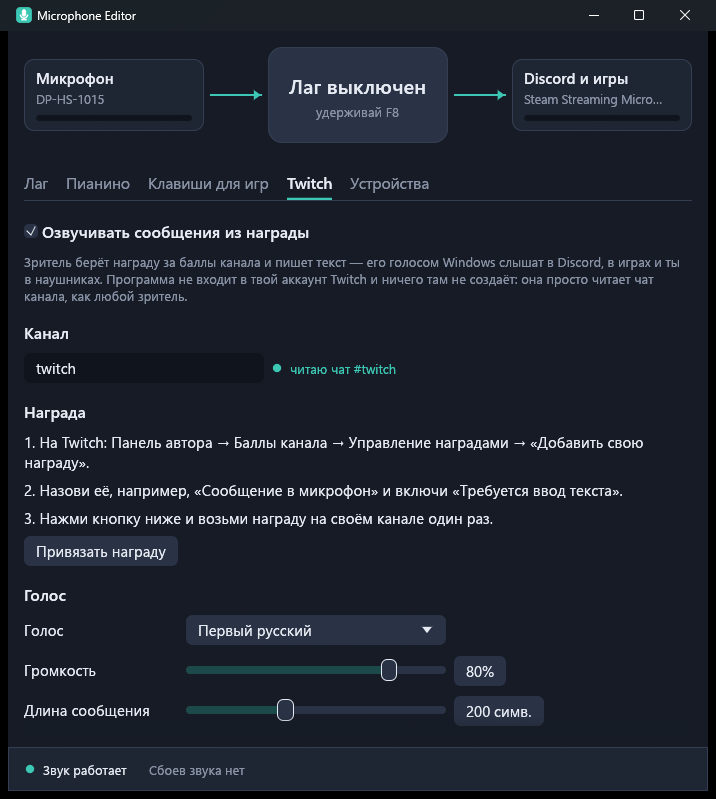 Microphone Editor
Микрофон
DP-HS-1015
Лаг выключен
удерживай F8
Discord и игры
Steam Streaming Micro...
Лаг Пианино Клавиши для игр Twitch Устройства
Озвучивать сообщения из награды
Зритель берёт награду за баллы канала и пишет текст — его голосом Windows слышат в Discord, в играх и ты
в наушниках. Программа не входит в твой аккаунт Twitch и ничего там не создаёт: она просто читает чат
канала, как любой зритель.
Канал
twitch
читаю чат #twitch
Награда
1. На Twitch: Панель автора → Баллы канала → Управление наградами → «Добавить свою
награду».
2. Назови её, например, «Сообщение в микрофон» и включи «Требуется ввод текста».
3. Нажми кнопку ниже и возьми награду на своём канале один раз.
Привязать награду
Голос
Голос Первый русский
Громкость 80%
Длина сообщения 200 симв.
Звук работает Сбоев звука нет